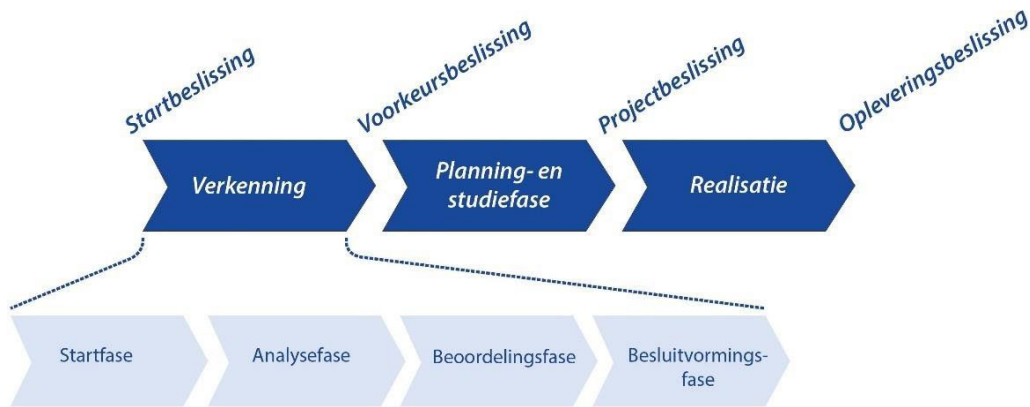 Startbeslissing
Voorkeursbeslissing
Projectbeslissing
Opleveringsbeslissing
Verkenning
Planning- en
studiefase
Realisatie
Startfase
Analysefase
Beoordelingsfase
Besluitvormings-
fase